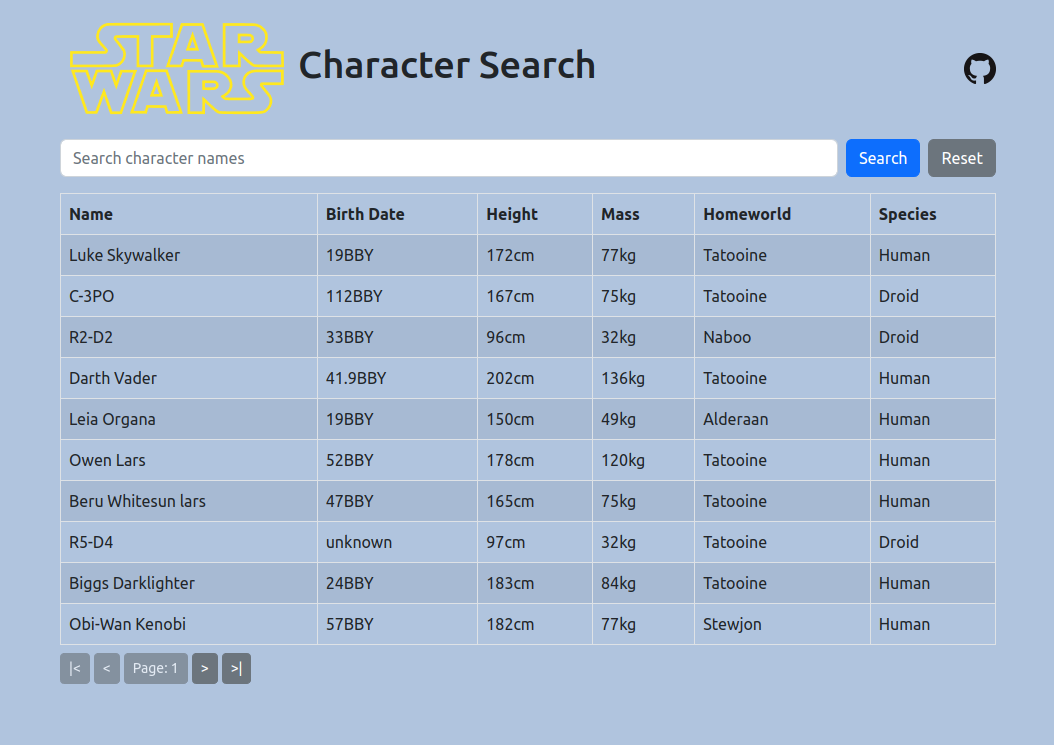 STAR WARS Character Search
Search character names Search Reset
Name Birth Date Height Mass Homeworld Species
Luke Skywalker 19BBY 172cm 77kg Tatooine Human
C-3PO 112BBY 167cm 75kg Tatooine Droid
R2-D2 33BBY 96cm 32kg Naboo Droid
Darth Vader 41.9BBY 202cm 136kg Tatooine Human
Leia Organa 19BBY 150cm 49kg Alderaan Human
Owen Lars 52BBY 178cm 120kg Tatooine Human
Beru Whitesun lars 47BBY 165cm 75kg Tatooine Human
R5-D4 unknown 97cm 32kg Tatooine Droid
Biggs Darklighter 24BBY 183cm 84kg Tatooine Human
Obi-Wan Kenobi 57BBY 182cm 77kg Stewjon Human
|< < Page: 1 > >|